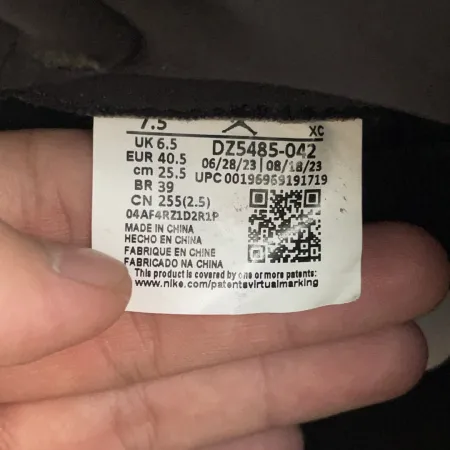 7.5 XC
UK 6.5 DZ5485-042
EUR 40.5 06/28/23 | 08/18/23
cm 25.5 UPC 00196969191719
BR 39
CN 255(2.5)
04AF4RZ1D2R1P
MADE IN CHINA
HECHO EN CHINA
FABRIQUE EN CHINE
FABRICADO NA CHINA
This product is covered by one or more patents:
www.nike.com/patentsvirtualmarking